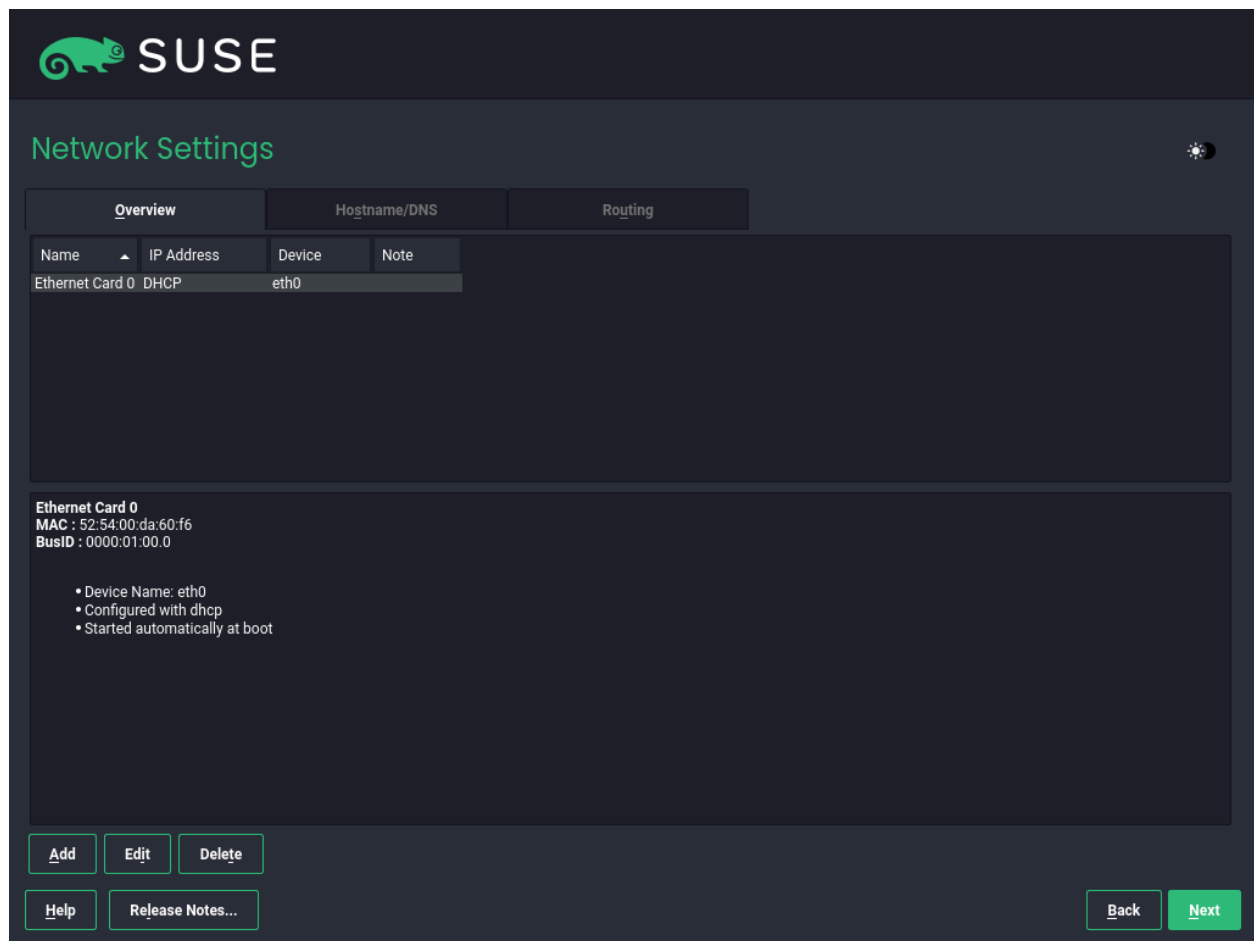 SUSE
Network Settings
Overview Hostname/DNS Routing
Name IP Address Device Note
Ethernet Card 0 DHCP eth0
Ethernet Card 0
MAC : 52:54:00:da:60:f6
BusID : 0000:01:00.0
• Device Name: eth0
• Configured with dhcp
• Started automatically at boot
Add Edit Delete
Help Release Notes... Back Next